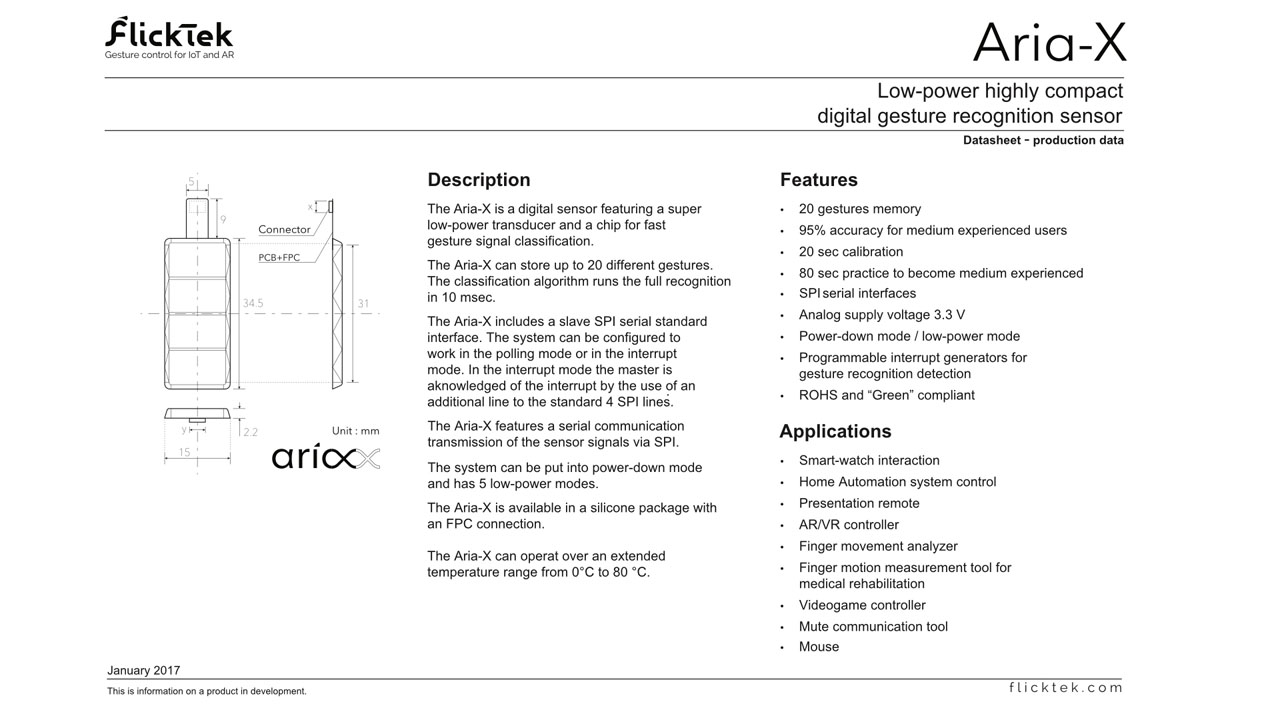 Flicktek
Gesture control for IoT and AR
Aria-X
Low-power highly compact
digital gesture recognition sensor
Datasheet - production data
5
9
x
Connector
PCB+FPC
34.5
31
y
2.2
15
Unit : mm
ariax
Description
The Aria-X is a digital sensor featuring a super
low-power transducer and a chip for fast
gesture signal classification.
The Aria-X can store up to 20 different gestures.
The classification algorithm runs the full recognition
in 10 msec.
The Aria-X includes a slave SPI serial standard
interface. The system can be configured to
work in the polling mode or in the interrupt
mode. In the interrupt mode the master is
aknowledged of the interrupt by the use of an
additional line to the standard 4 SPI lines.
The Aria-X features a serial communication
transmission of the sensor signals via SPI.
The system can be put into power-down mode
and has 5 low-power modes.
The Aria-X is available in a silicone package with
an FPC connection.
The Aria-X can operat over an extended
temperature range from 0°C to 80 °C.
Features
• 20 gestures memory
• 95% accuracy for medium experienced users
• 20 sec calibration
• 80 sec practice to become medium experienced
• SPI serial interfaces
• Analog supply voltage 3.3 V
• Power-down mode / low-power mode
• Programmable interrupt generators for
gesture recognition detection
• ROHS and “Green” compliant
Applications
• Smart-watch interaction
• Home Automation system control
• Presentation remote
• AR/VR controller
• Finger movement analyzer
• Finger motion measurement tool for
medical rehabilitation
• Videogame controller
• Mute communication tool
• Mouse
January 2017
This is information on a product in development.
flicktek.com